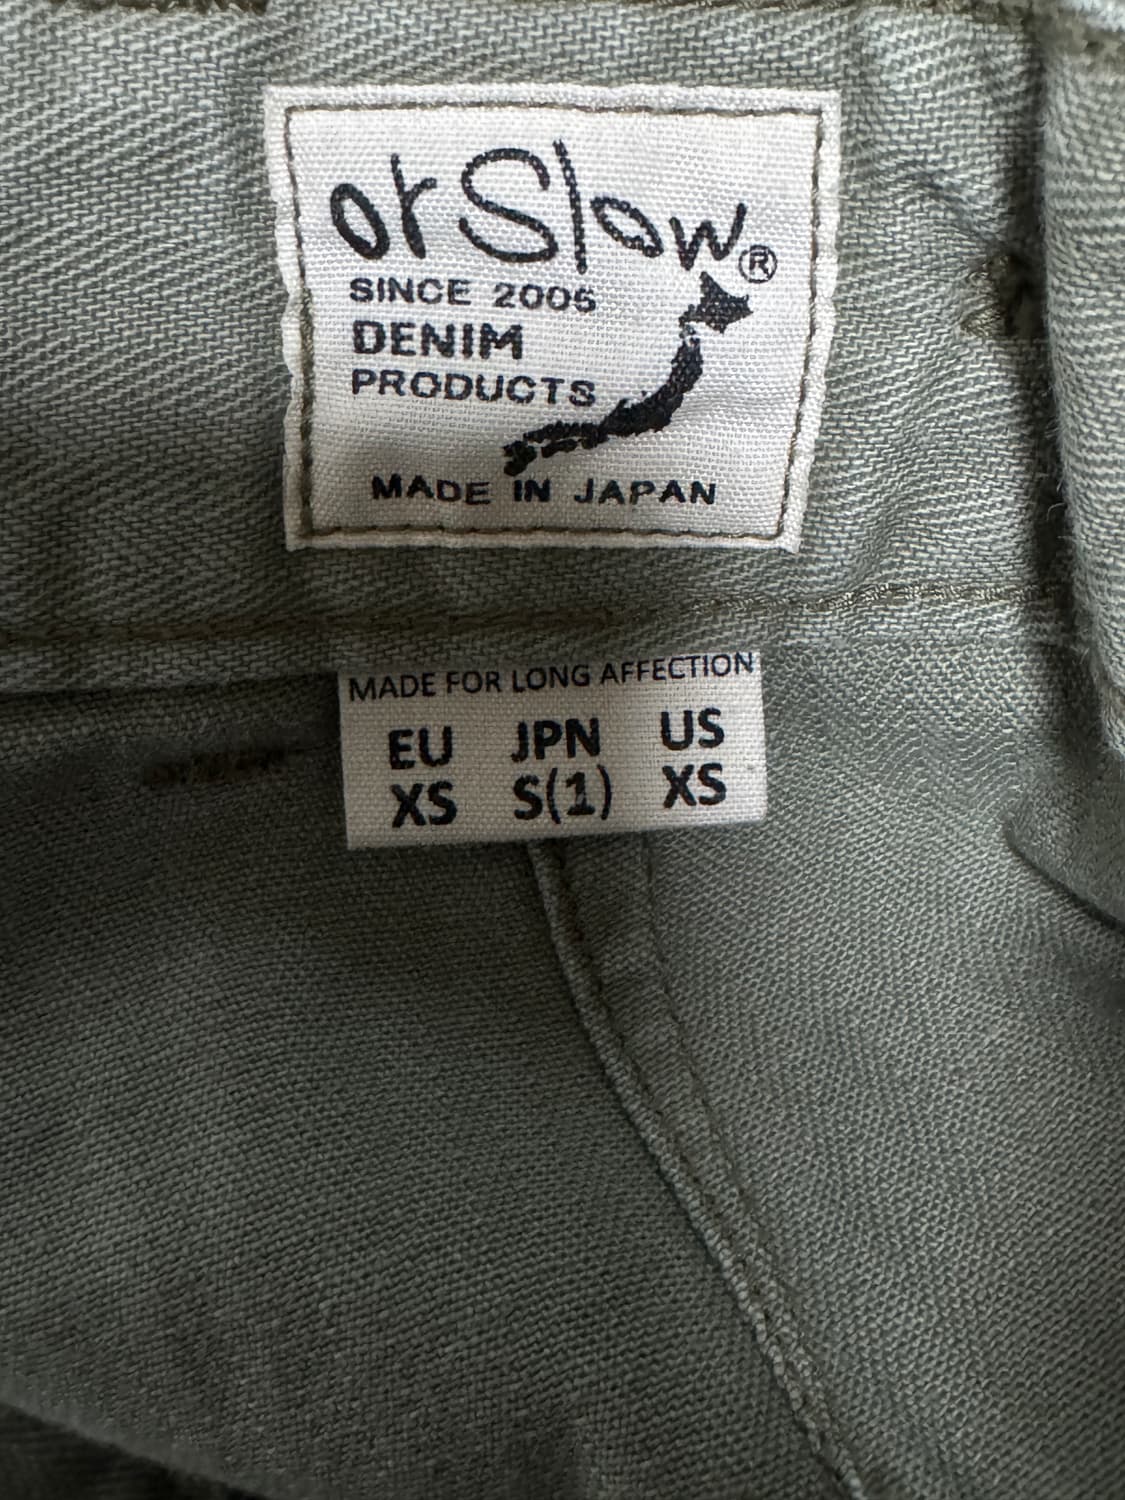 orSlow®
SINCE 2005
DENIM
PRODUCTS
MADE IN JAPAN
MADE FOR LONG AFFECTION
EU JPN US
XS S(1) XS